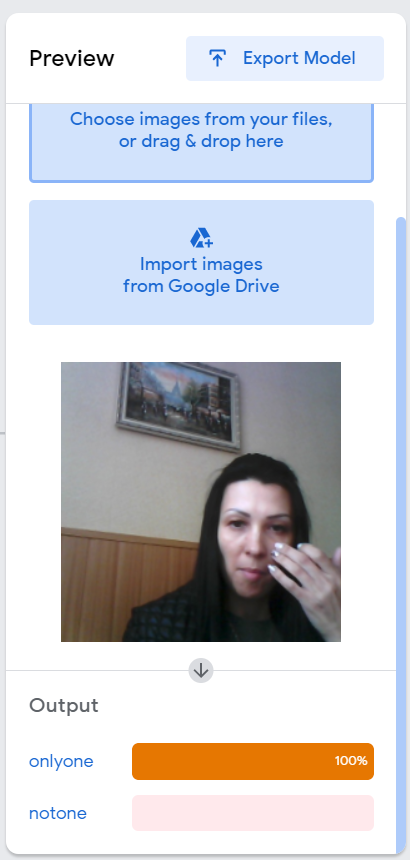 Preview
Export Model
Choose images from your files,
or drag & drop here
Import images
from Google Drive
Output
onlyone
100%
notone